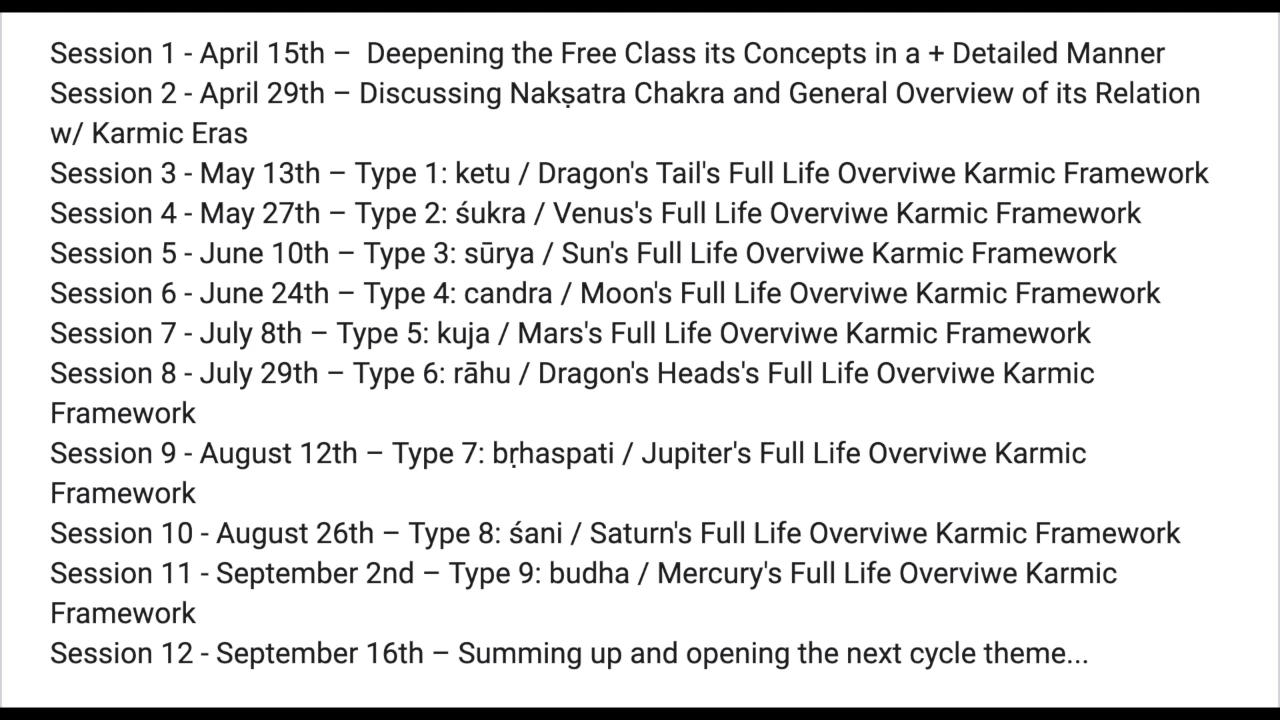 Session 1 - April 15th –  Deepening the Free Class its Concepts in a + Detailed Manner
Session 2 - April 29th – Discussing Nakṣatra Chakra and General Overview of its Relation
w/ Karmic Eras
Session 3 - May 13th – Type 1: ketu / Dragon's Tail's Full Life Overviwe Karmic Framework
Session 4 - May 27th – Type 2: śukra / Venus's Full Life Overviwe Karmic Framework
Session 5 - June 10th – Type 3: sūrya / Sun's Full Life Overviwe Karmic Framework
Session 6 - June 24th – Type 4: candra / Moon's Full Life Overviwe Karmic Framework
Session 7 - July 8th – Type 5: kuja / Mars's Full Life Overviwe Karmic Framework
Session 8 - July 29th – Type 6: rāhu / Dragon's Heads's Full Life Overviwe Karmic
Framework
Session 9 - August 12th – Type 7: bṛhaspati / Jupiter's Full Life Overviwe Karmic
Framework
Session 10 - August 26th – Type 8: śani / Saturn's Full Life Overviwe Karmic Framework
Session 11 - September 2nd – Type 9: budha / Mercury's Full Life Overviwe Karmic
Framework
Session 12 - September 16th – Summing up and opening the next cycle theme...